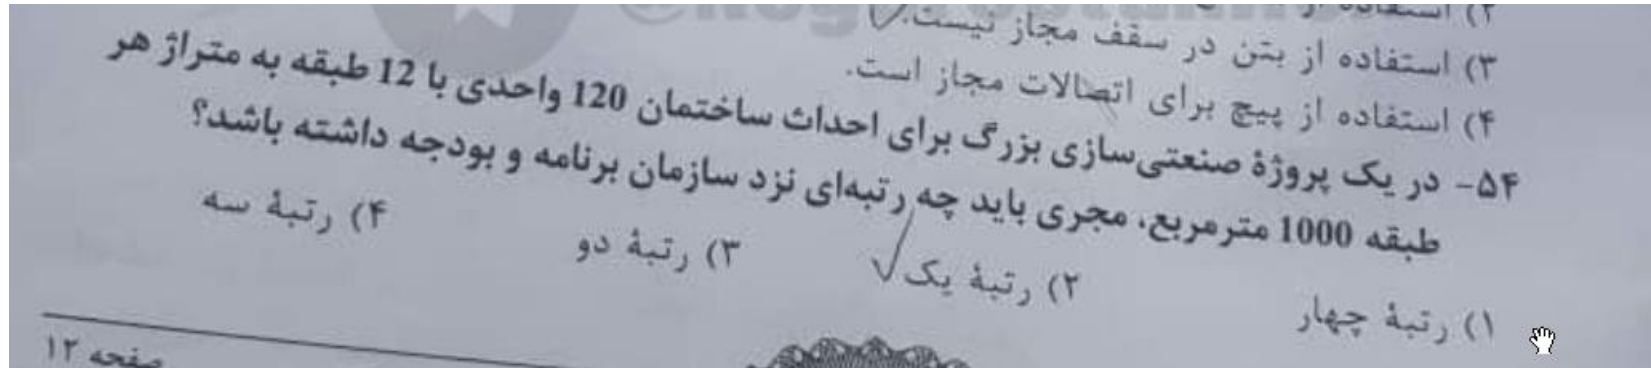 ۲) استفاده از
۳) استفاده از بتن در سقف مجاز نیست.
۴) استفاده از پیچ برای اتصالات مجاز است.
۵۴- در یک پروژهٔ صنعتی‌سازی بزرگ برای احداث ساختمان 120 واحدی با 12 طبقه به متراژ هر
طبقه 1000 مترمربع، مجری باید چه رتبه‌ای نزد سازمان برنامه و بودجه داشته باشد؟
۱) رتبهٔ چهار ۲) رتبهٔ یک ۳) رتبهٔ دو ۴) رتبهٔ سه
صفحه ۱۲